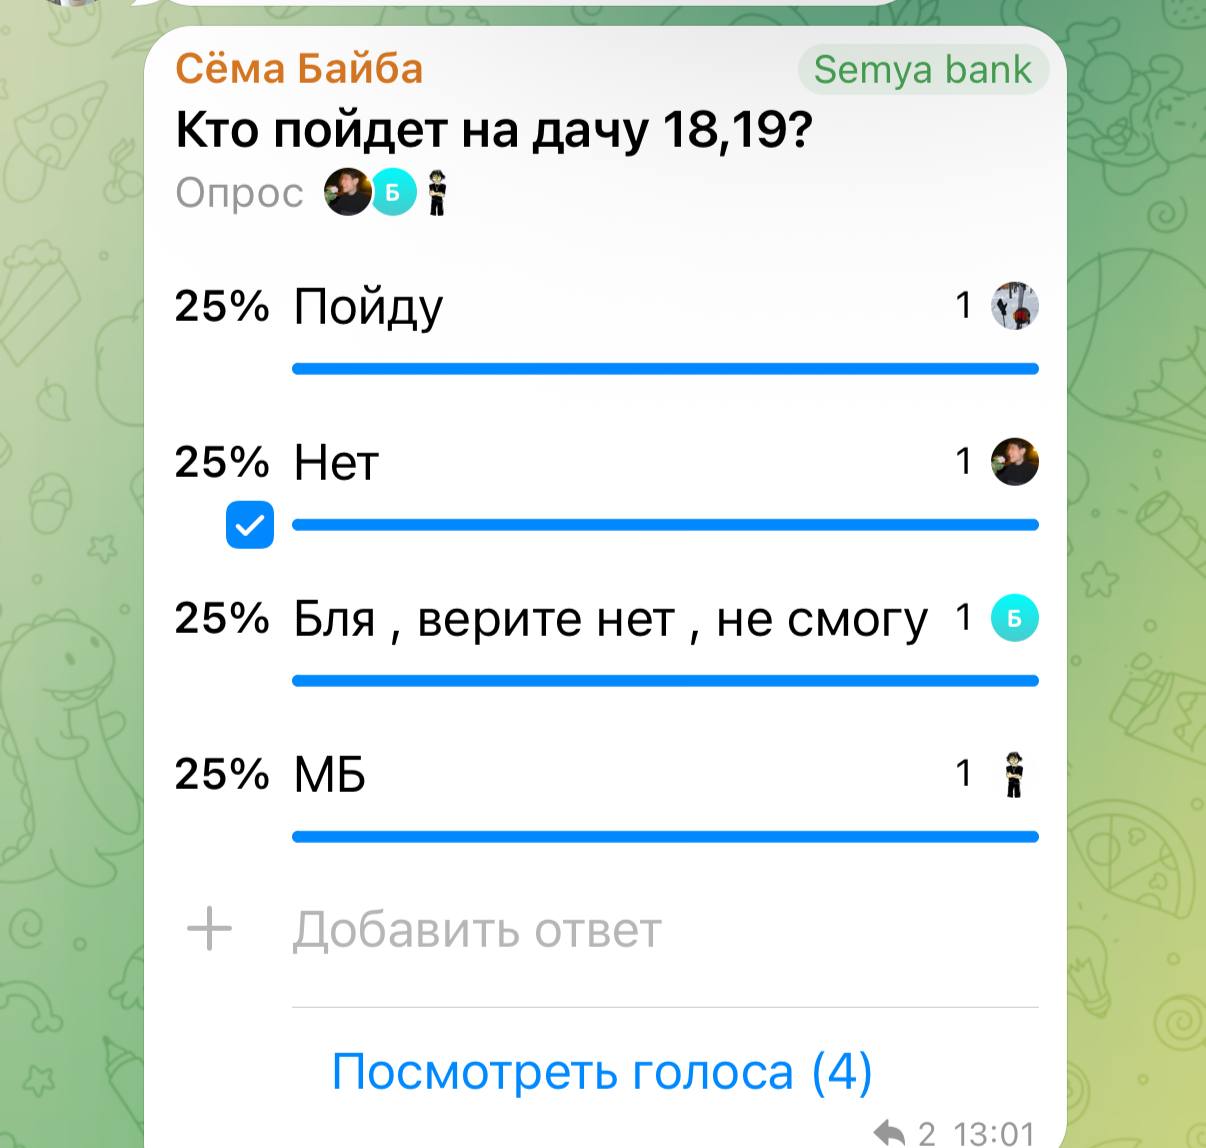 Сёма Байба Semya bank
Кто пойдет на дачу 18,19?
Опрос Б
25% Пойду 1
25% Нет 1
25% Бля , верите нет , не смогу 1 Б
25% МБ 1
+ Добавить ответ
Посмотреть голоса (4)
2 13:01